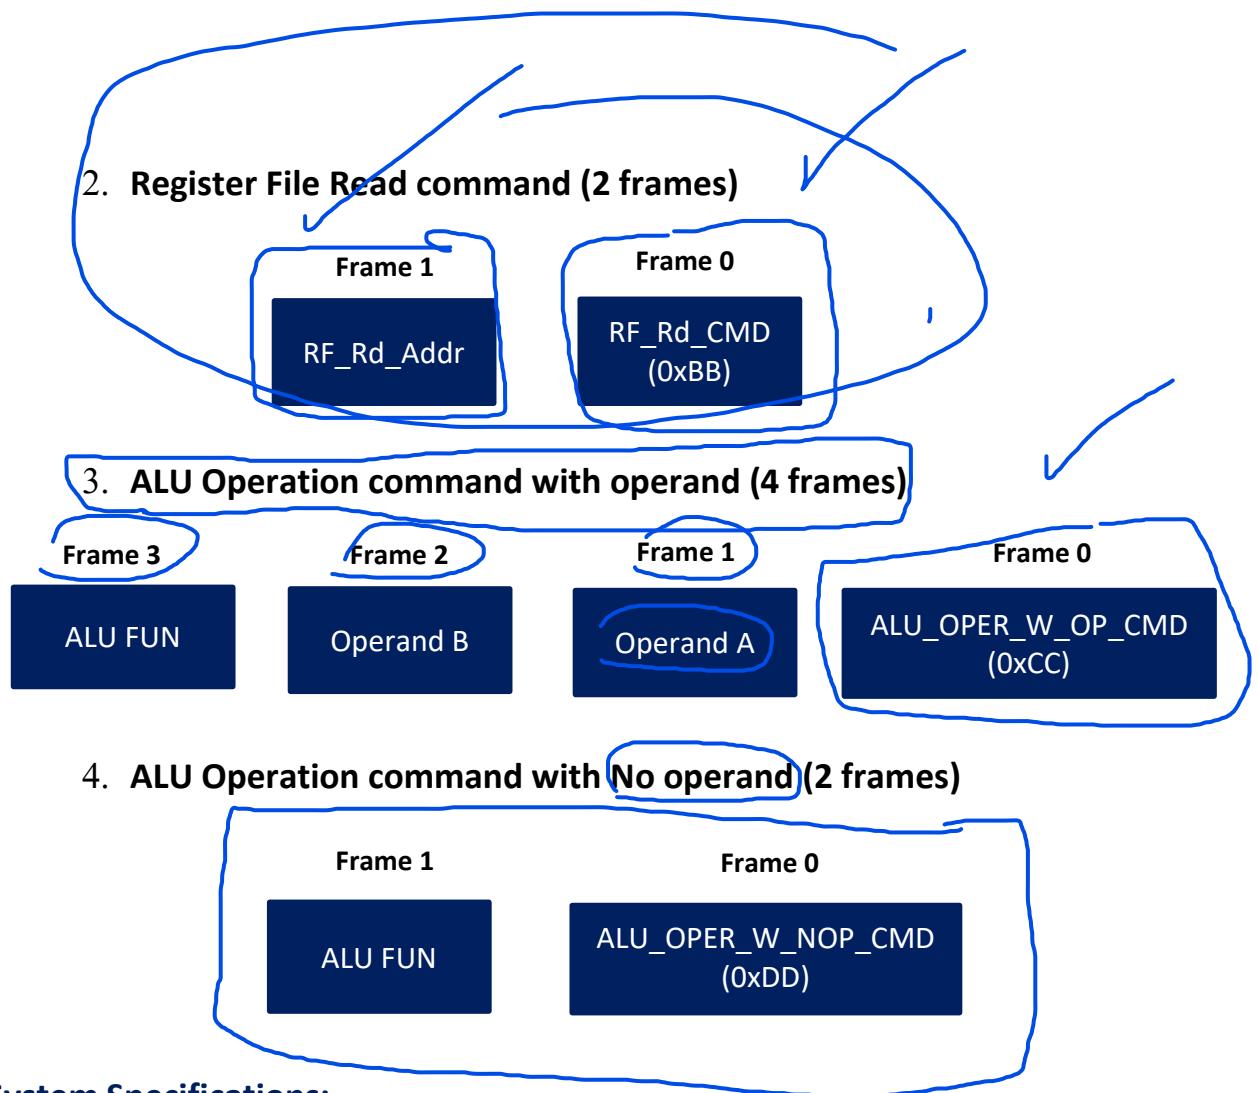 2. Register File Read command (2 frames)
Frame 1 Frame 0
RF_Rd_Addr
RF_Rd_CMD
(0xBB)
3. ALU Operation command with operand (4 frames)
Frame 3 Frame 2 Frame 1 Frame 0
ALU FUN
Operand B
Operand A
ALU_OPER_W_OP_CMD
(0xCC)
4. ALU Operation command with No operand (2 frames)
Frame 1 Frame 0
ALU FUN
ALU_OPER_W_NOP_CMD
(0xDD)
System Specifications: